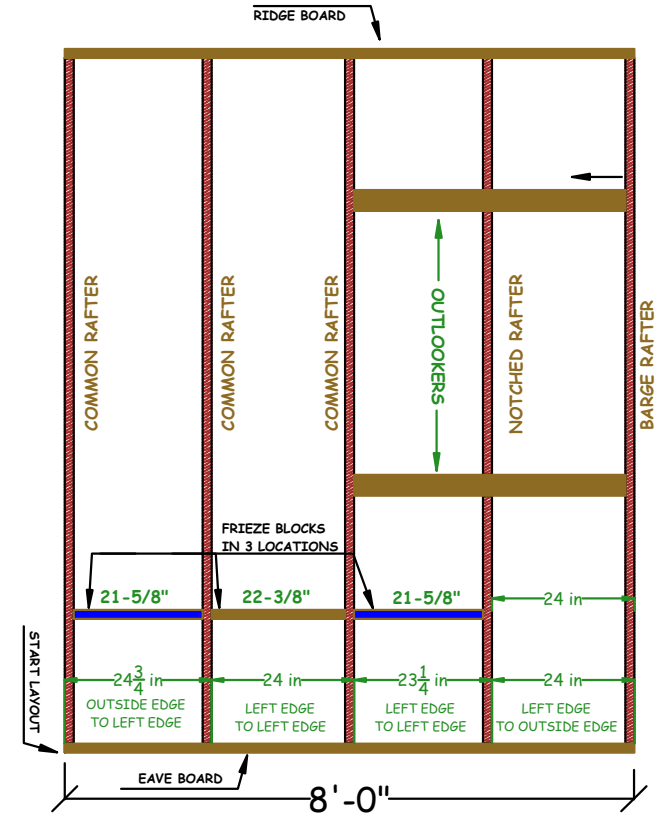 RIDGE BOARD
COMMON RAFTER
COMMON RAFTER
COMMON RAFTER
OUTLOOKERS
NOTCHED RAFTER
BARGE RAFTER
FRIEZE BLOCKS
IN 3 LOCATIONS
21-5/8"
22-3/8"
21-5/8"
24 in
START LAYOUT
24 3/4 in
OUTSIDE EDGE
TO LEFT EDGE
24 in
LEFT EDGE
TO LEFT EDGE
23 1/4 in
LEFT EDGE
TO LEFT EDGE
24 in
LEFT EDGE
TO OUTSIDE EDGE
EAVE BOARD
8'-0"